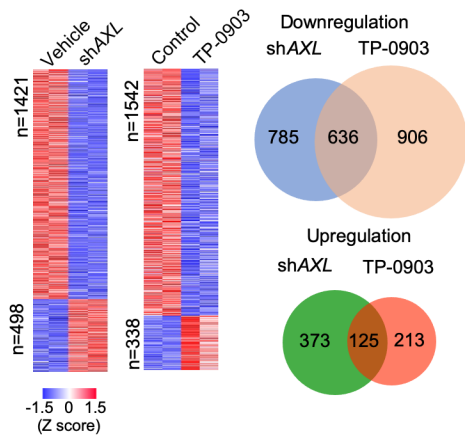 Vehicle
shAXL
n=1421
n=498
Control
TP-0903
n=1542
n=338
-1.5 0 1.5
(Z score)
Downregulation
shAXL TP-0903
785 636 906
Upregulation
shAXL TP-0903
373 125 213